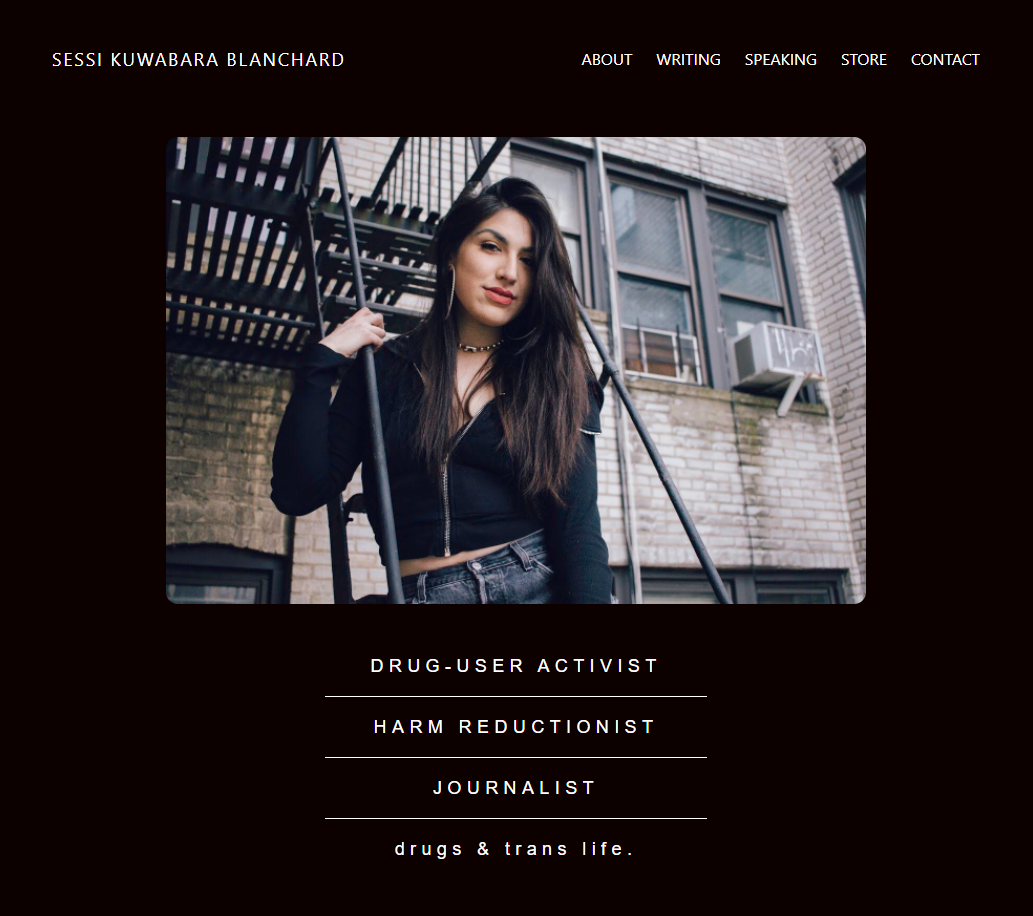 SESSI KUWABARA BLANCHARD
ABOUT WRITING SPEAKING STORE CONTACT
DRUG-USER ACTIVIST
HARM REDUCTIONIST
JOURNALIST
drugs & trans life.